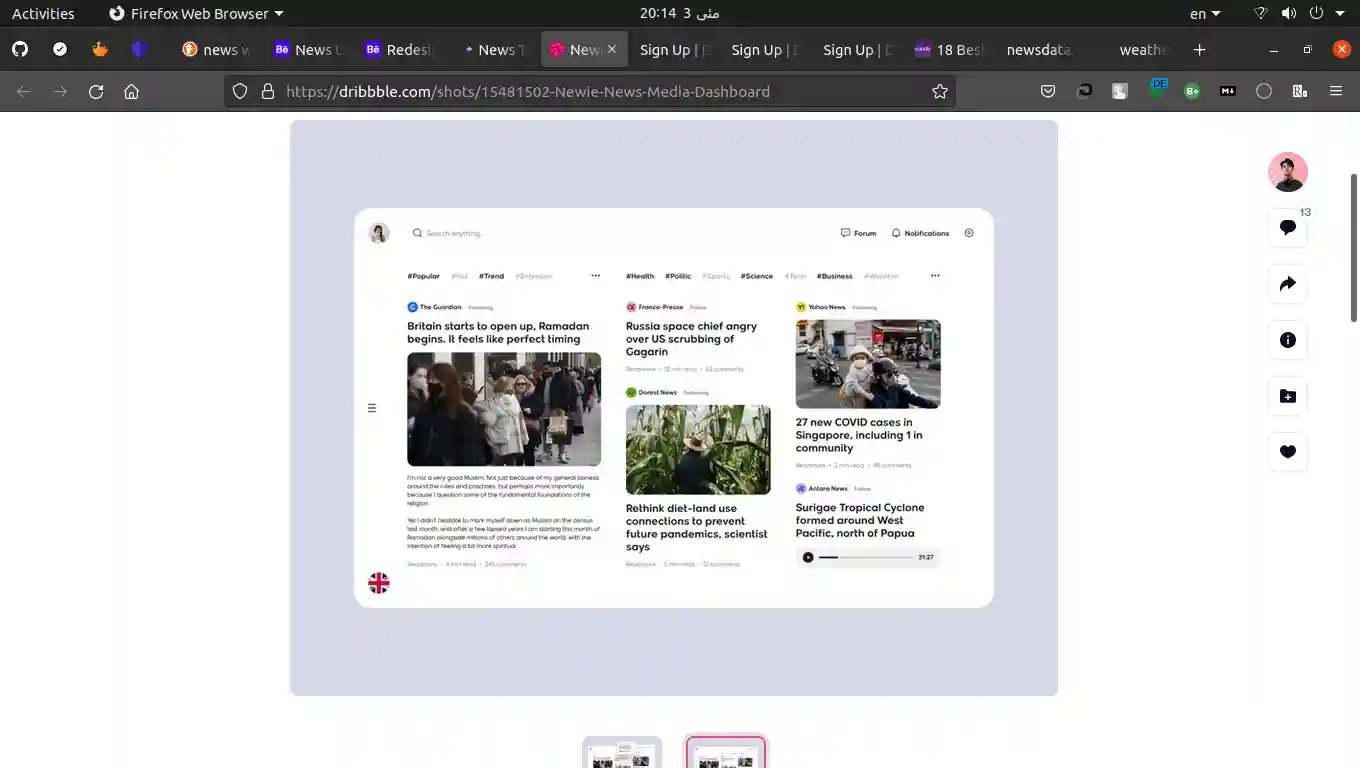 Activities
Firefox Web Browser
20:14 3 مئی
en
news w
News U
Redesi
News T
New
Sign Up | D
Sign Up | D
Sign Up | D
18 Bes
newsdata.
weathe
https://dribbble.com/shots/15481502-Newie-News-Media-Dashboard
DE
B+
M↓
13
Search anything...
Forum
Notifications
#Popular #Hot #Trend #Entertain
#Health #Politic #Sports #Science #Tech #Business #Weather
The Guardian Following
Britain starts to open up, Ramadan
begins. It feels like perfect timing
I'm not a very good Muslim. Not just because of my general laxness
around the rules and practices, but perhaps more importantly
because I question some of the fundamental foundations of the
religion.
Yet I didn't hesitate to mark myself down as Muslim on the census
last month, and after a few lapsed years I am starting this month of
Ramadan alongside millions of others around the world, with the
intention of feeling a bit more spiritual.
Readmore • 4 min read • 245 comments
France-Presse Follow
Russia space chief angry
over US scrubbing of
Gagarin
Readmore • 12 min read • 52 comments
Dorest News Following
Rethink diet-land use
connections to prevent
future pandemics, scientist
says
Readmore • 5 min read • 12 comments
Yahoo News Following
27 new COVID cases in
Singapore, including 1 in
community
Readmore • 2 min read • 98 comments
Antara News Follow
Surigae Tropical Cyclone
formed around West
Pacific, north of Papua
31:27